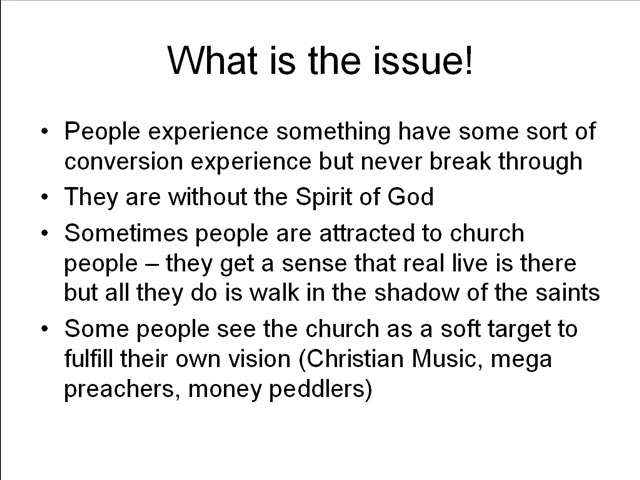 What is the issue!
• People experience something have some sort of
conversion experience but never break through
• They are without the Spirit of God
• Sometimes people are attracted to church
people – they get a sense that real live is there
but all they do is walk in the shadow of the saints
• Some people see the church as a soft target to
fulfill their own vision (Christian Music, mega
preachers, money peddlers)